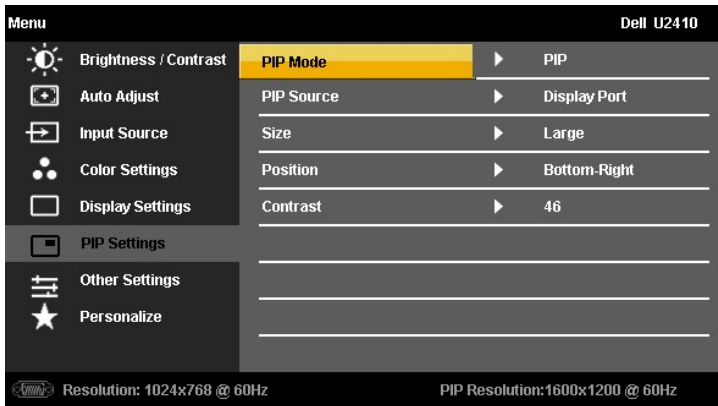 Menu Dell U2410
Brightness / Contrast PIP Mode PIP
Auto Adjust PIP Source Display Port
Input Source Size Large
Color Settings Position Bottom-Right
Display Settings Contrast 46
PIP Settings
Other Settings
Personalize
Resolution: 1024x768 @ 60Hz PIP Resolution:1600x1200 @ 60Hz